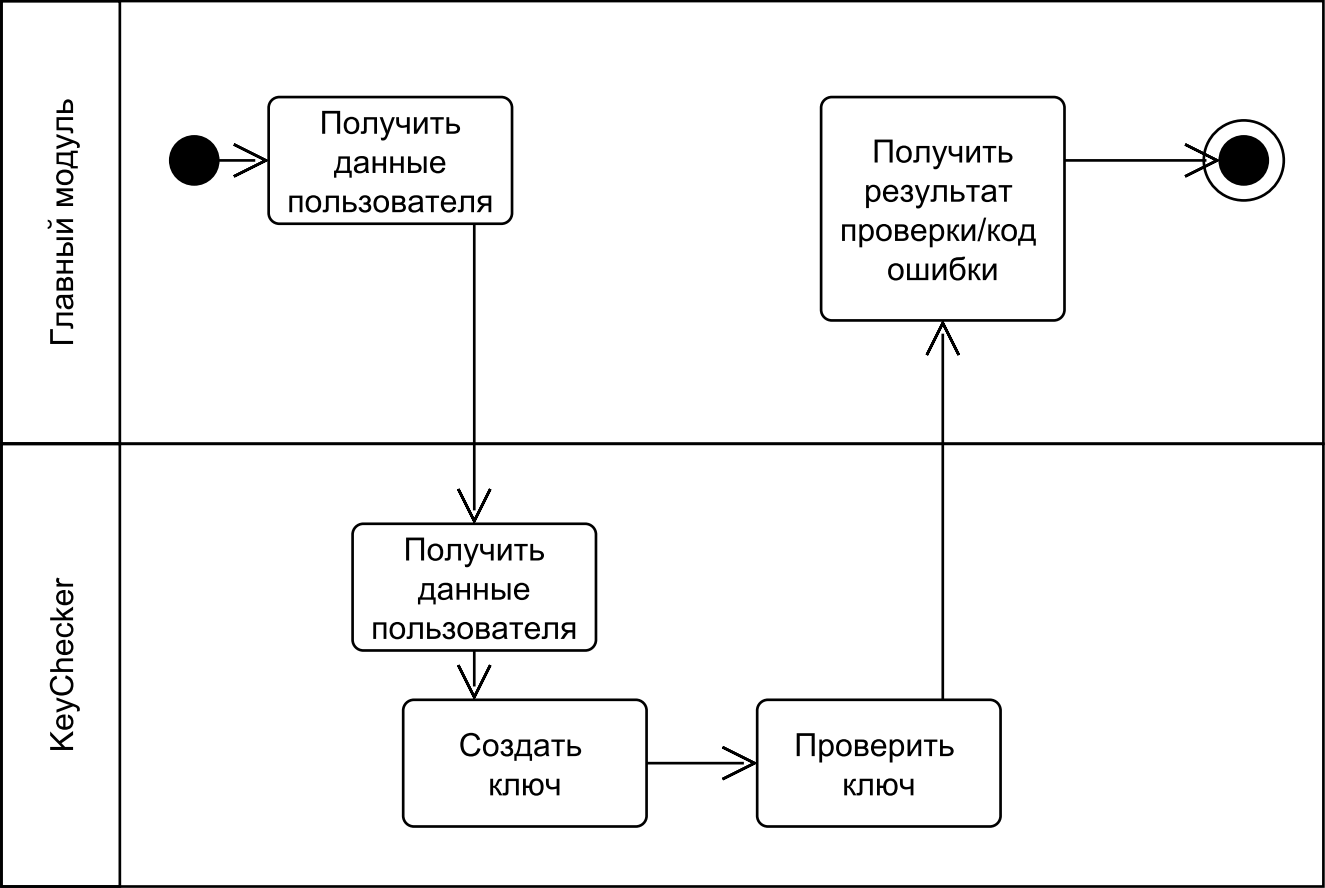 Главный модуль
Получить
данные
пользователя
Получить
результат
проверки/код
ошибки
KeyChecker
Получить
данные
пользователя
Создать
ключ
Проверить
ключ